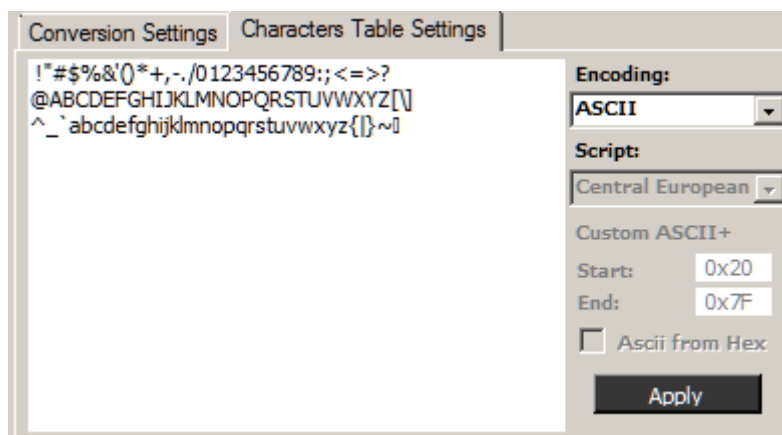 Conversion Settings
Characters Table Settings
 !"#$%&'()*+,-./0123456789:;<=>?
@ABCDEFGHIJKLMNOPQRSTUVWXYZ[\]
^_`abcdefghijklmnopqrstuvwxyz{|}~▯
Encoding:
ASCII
Script:
Central European
Custom ASCII+
Start: 0x20
End: 0x7F
Ascii from Hex
Apply